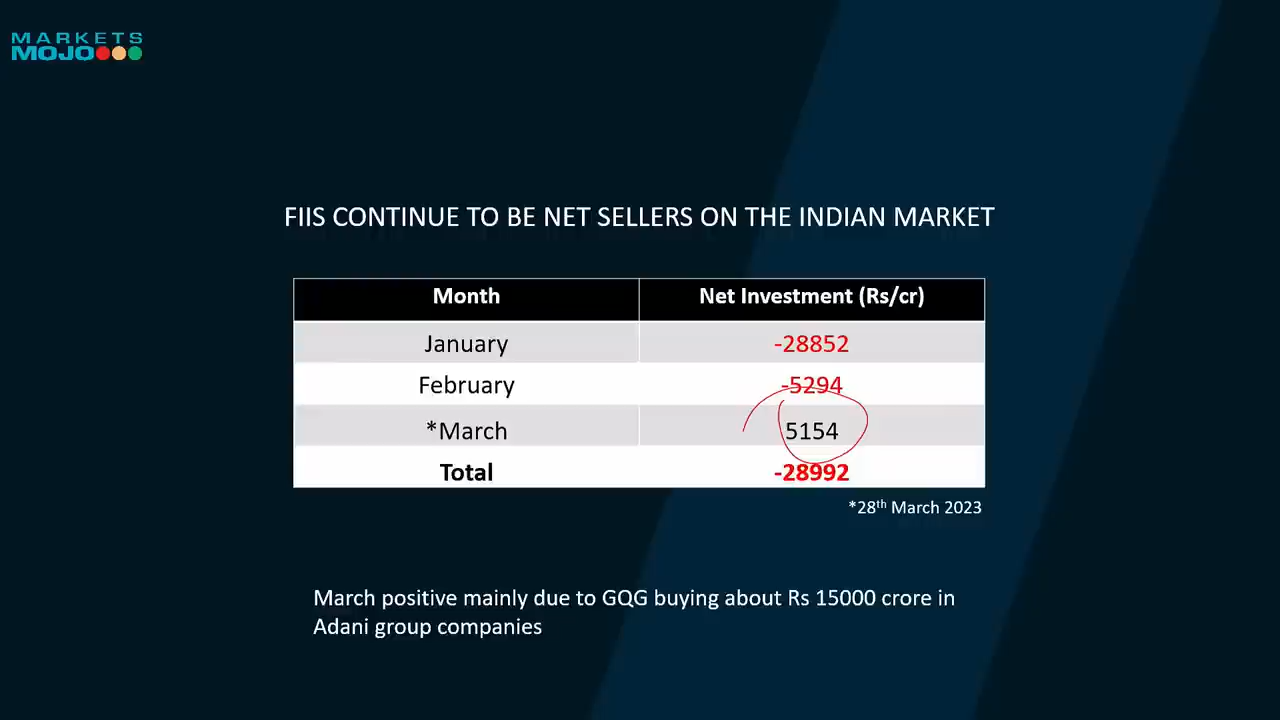 MARKETS
MOJO
FIIS CONTINUE TO BE NET SELLERS ON THE INDIAN MARKET
Month Net Investment (Rs/cr)
January -28852
February -5294
*March 5154
Total -28992
*28th March 2023
March positive mainly due to GQG buying about Rs 15000 crore in
Adani group companies